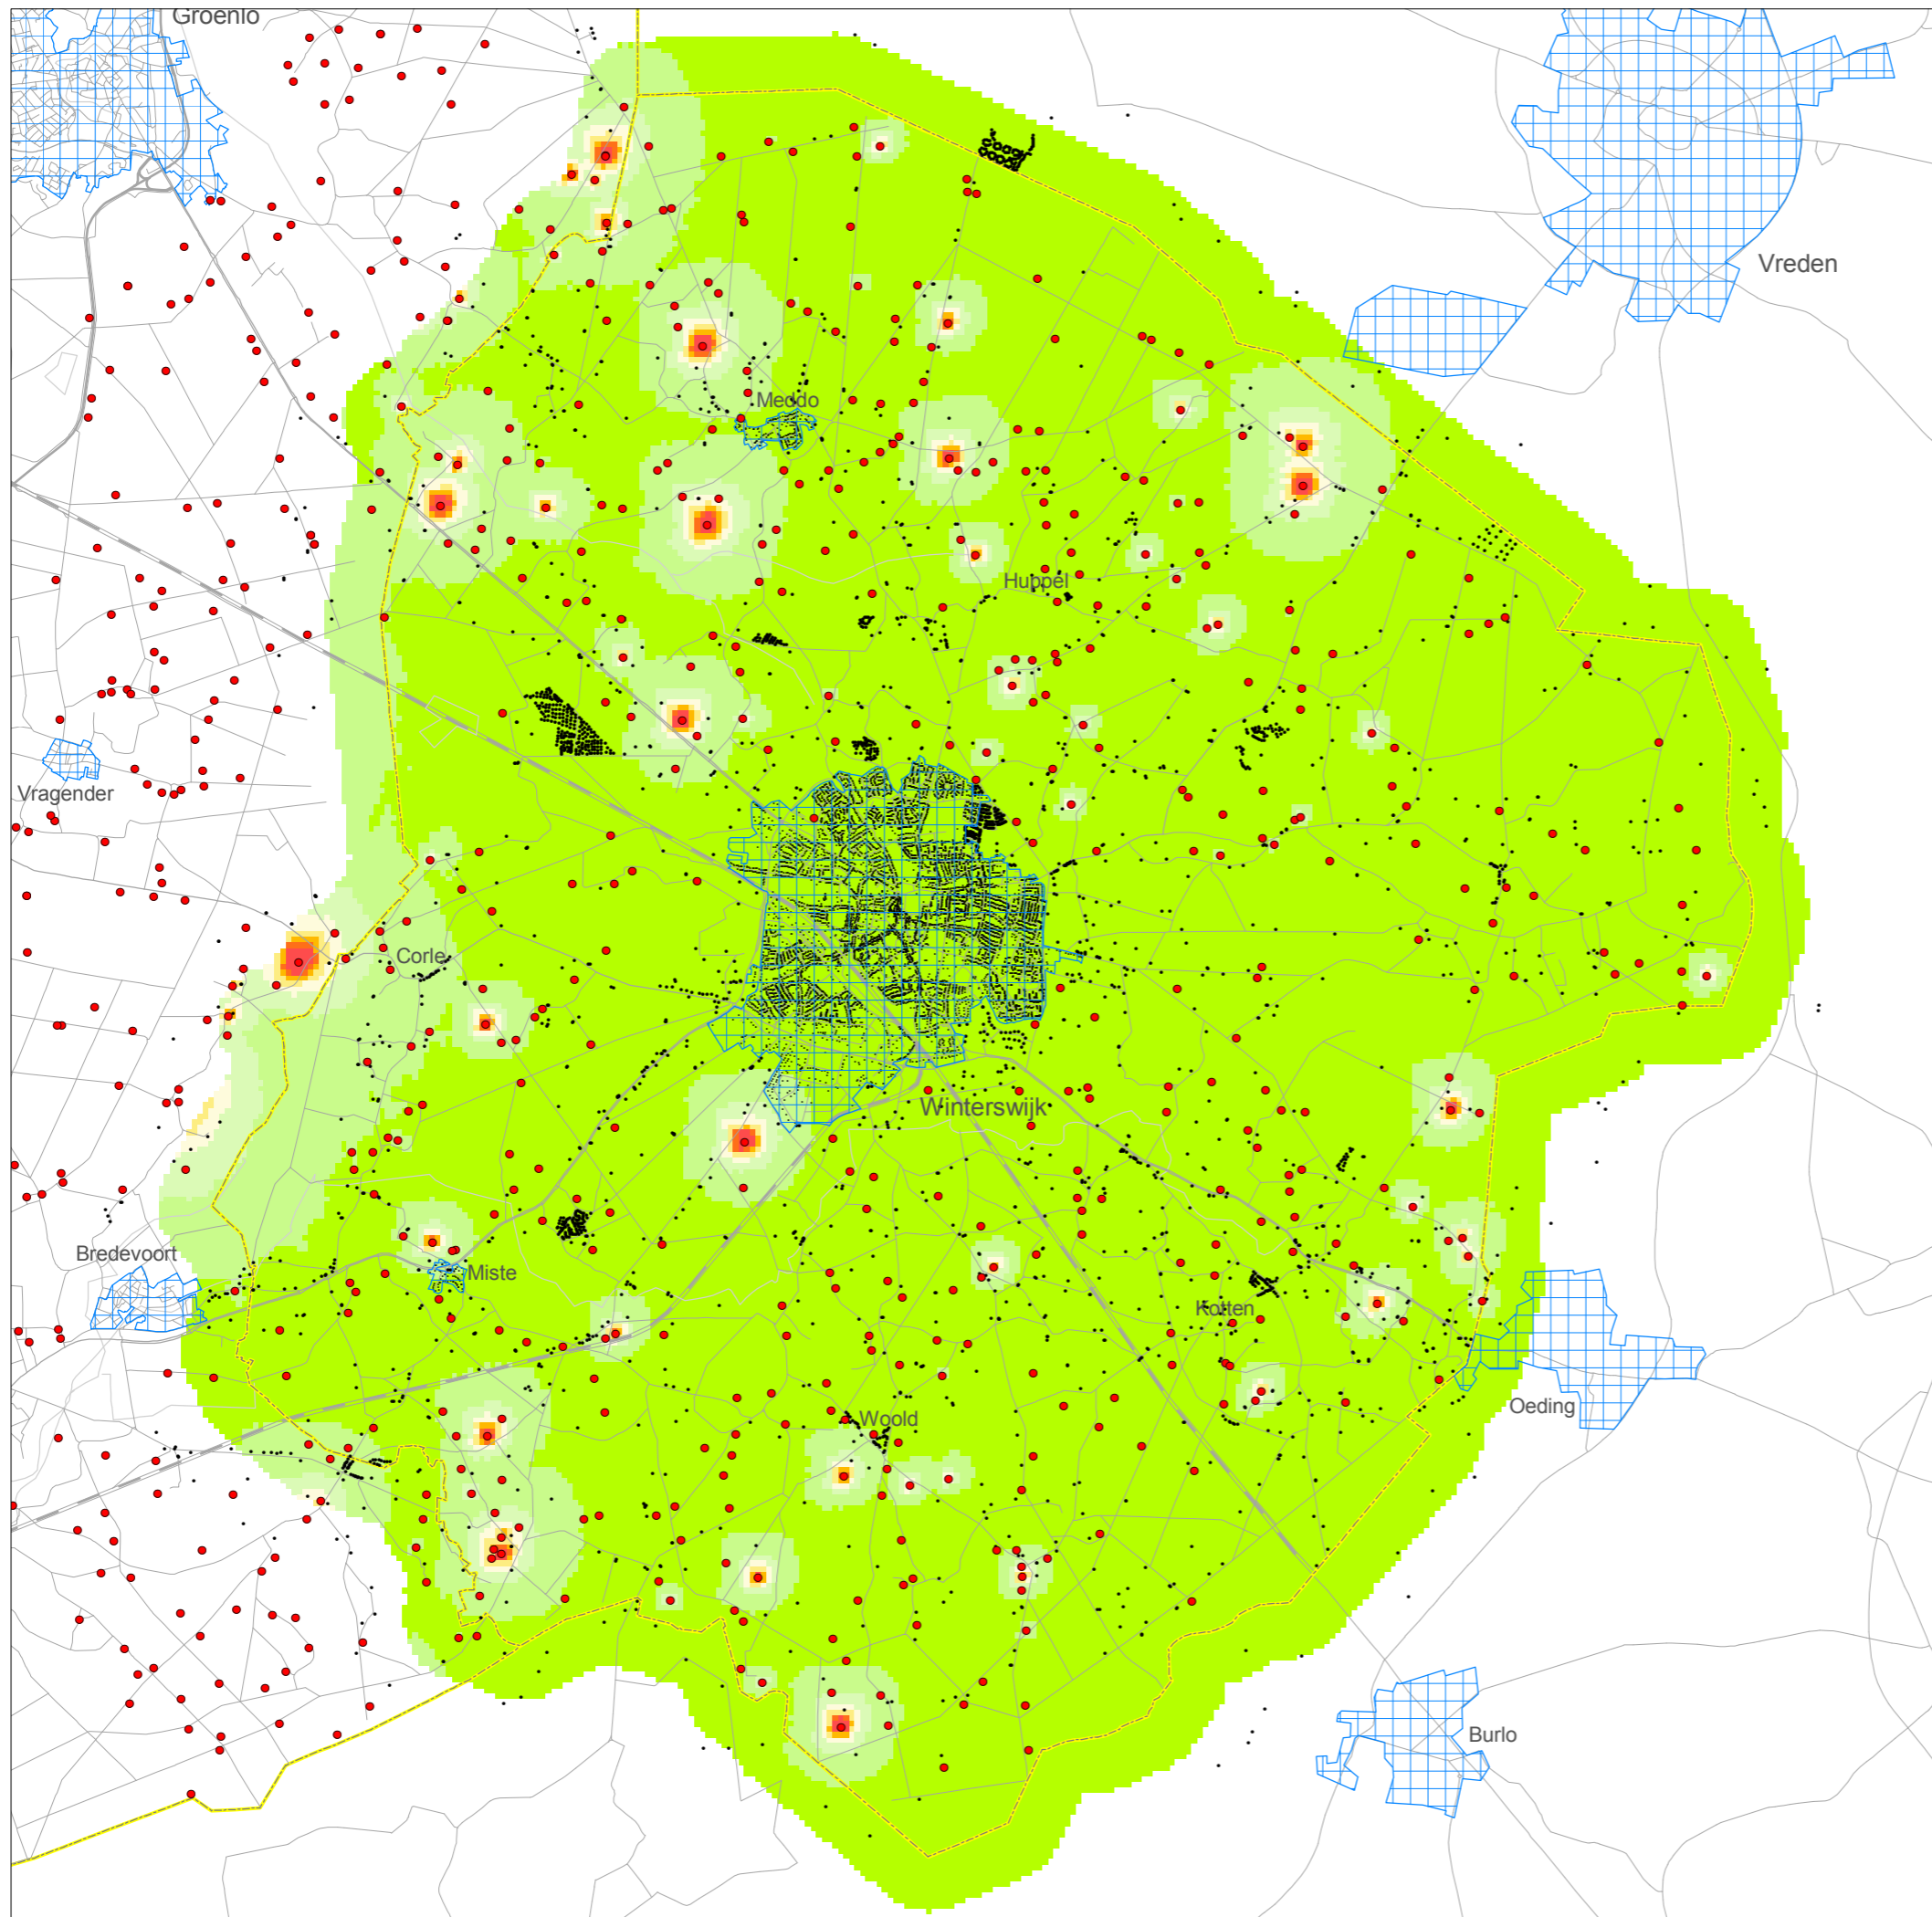 Groenlo
Vreden
Meddo
Huppel
Vragender
Corle
Winterswijk
Bredevoort
Miste
Kotten
Oeding
Woold
Burlo